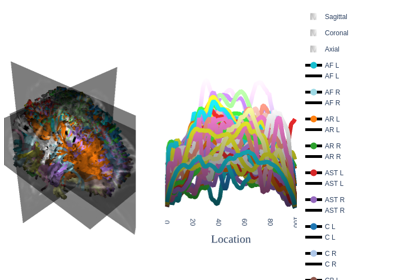 Sagittal
Coronal
Axial
AF L
AF L
AF R
AF R
AR L
AR L
AR R
AR R
AST L
AST L
AST R
AST R
C L
C L
C R
C R
0
20
40
60
80
Location